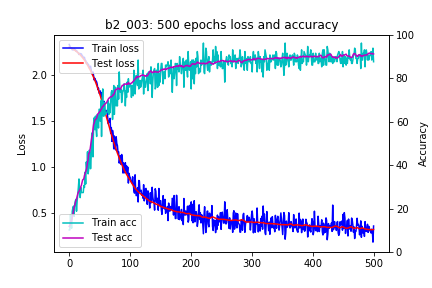 b2_003: 500 epochs loss and accuracy
Train loss
Test loss
Train acc
Test acc
Loss
2.0
1.5
1.0
0.5
Accuracy
100
80
60
40
20
0
0
100
200
300
400
500